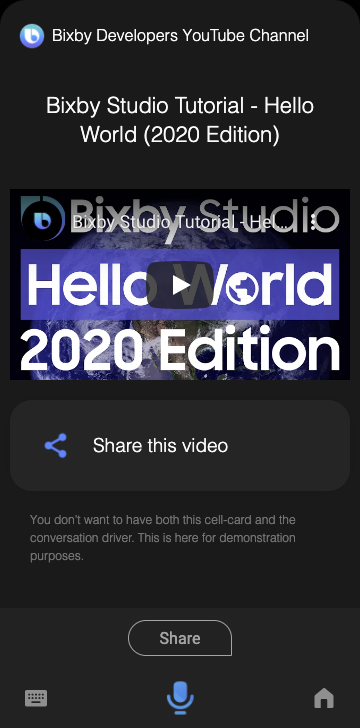 Bixby Developers YouTube Channel
Bixby Studio Tutorial - Hello
World (2020 Edition)
Bixby Studio
Bixby Studio Tutorial - Hel...
Hello World
2020 Edition
Share this video
You don't want to have both this cell-card and the
conversation driver. This is here for demonstration
purposes.
Share